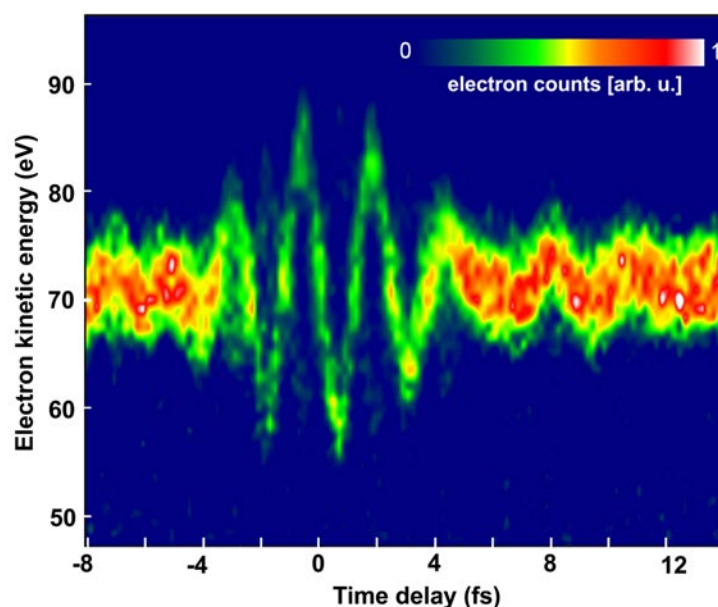 0 1
electron counts [arb. u.]
90
80
70
60
50
Electron kinetic energy (eV)
-8 -4 0 4 8 12
Time delay (fs)